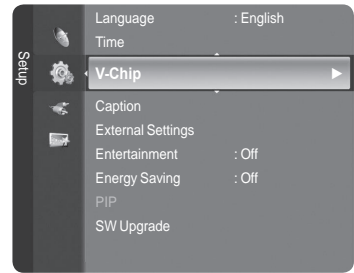 Setup
Language : English
Time
V-Chip
Caption
External Settings
Entertainment : Off
Energy Saving : Off
PIP
SW Upgrade